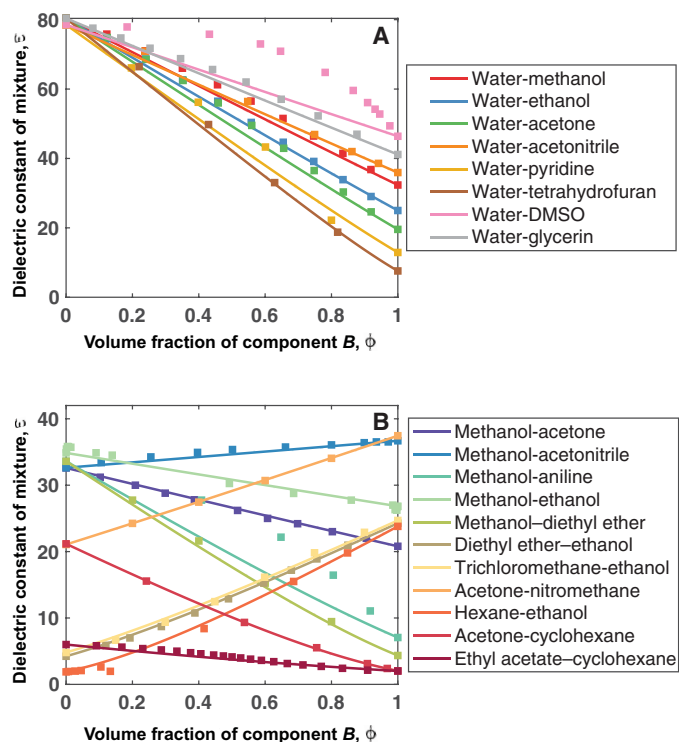 A
80
60
40
20
0
Dielectric constant of mixture, ε
0 0.2 0.4 0.6 0.8 1
Volume fraction of component B, ϕ
Water-methanol
Water-ethanol
Water-acetone
Water-acetonitrile
Water-pyridine
Water-tetrahydrofuran
Water-DMSO
Water-glycerin
B
40
30
20
10
0
Dielectric constant of mixture, ε
0 0.2 0.4 0.6 0.8 1
Volume fraction of component B, ϕ
Methanol-acetone
Methanol-acetonitrile
Methanol-aniline
Methanol-ethanol
Methanol–diethyl ether
Diethyl ether–ethanol
Trichloromethane-ethanol
Acetone-nitromethane
Hexane-ethanol
Acetone-cyclohexane
Ethyl acetate–cyclohexane